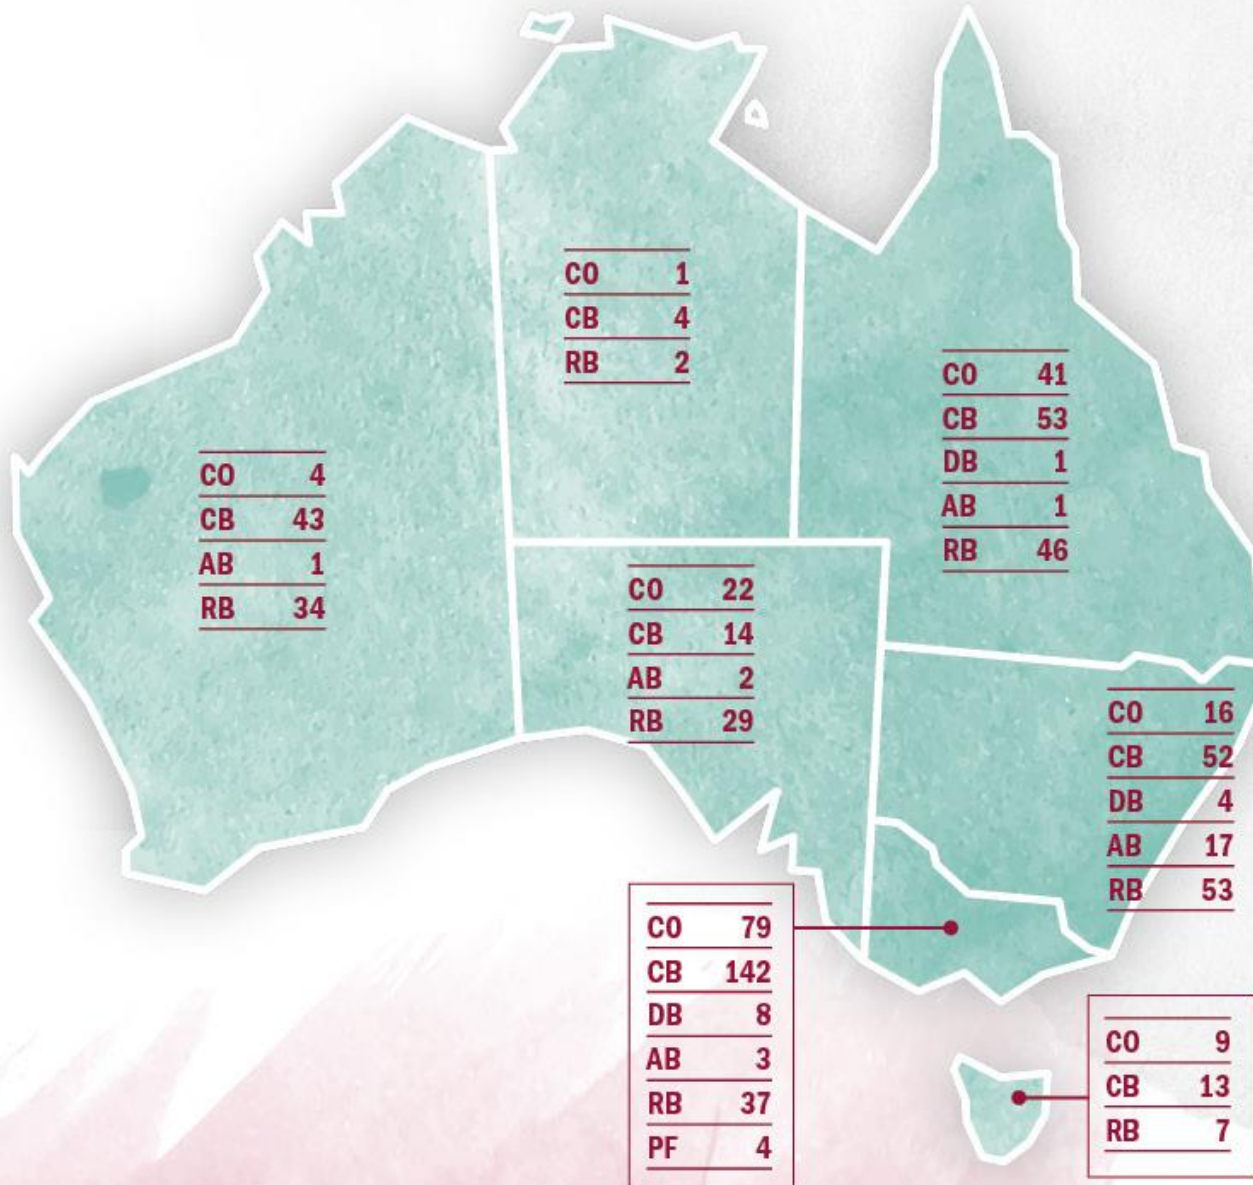 CO 1
CB 4
RB 2
CO 41
CB 53
DB 1
AB 1
RB 46
CO 4
CB 43
AB 1
RB 34
CO 22
CB 14
AB 2
RB 29
CO 16
CB 52
DB 4
AB 17
RB 53
CO 79
CB 142
DB 8
AB 3
RB 37
PF 4
CO 9
CB 13
RB 7